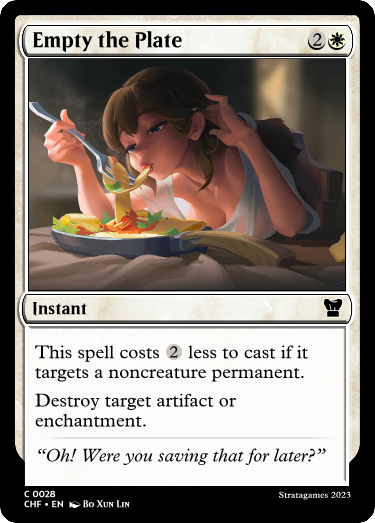 Empty the Plate 2
Instant
This spell costs 2 less to cast if it
targets a noncreature permanent.
Destroy target artifact or
enchantment.
“Oh! Were you saving that for later?”
C 0028
CHF • EN Bo Xun Lin
Stratagames 2023